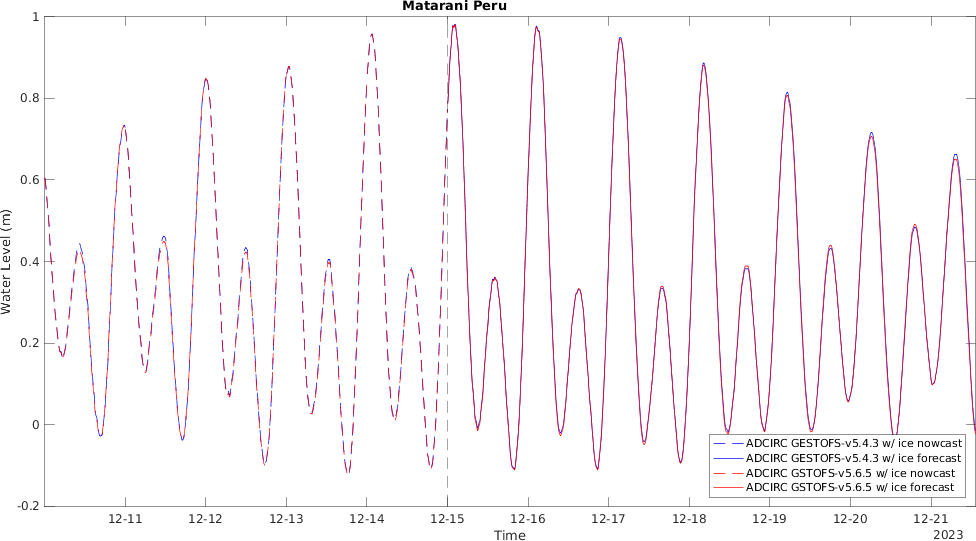 Matarani Peru
1
0.8
0.6
0.4
0.2
0
-0.2
Water Level (m)
ADCIRC GESTOFS-v5.4.3 w/ ice nowcast
ADCIRC GESTOFS-v5.4.3 w/ ice forecast
ADCIRC GSTOFS-v5.6.5 w/ ice nowcast
ADCIRC GSTOFS-v5.6.5 w/ ice forecast
12-11 12-12 12-13 12-14 12-15 12-16 12-17 12-18 12-19 12-20 12-21
Time
2023